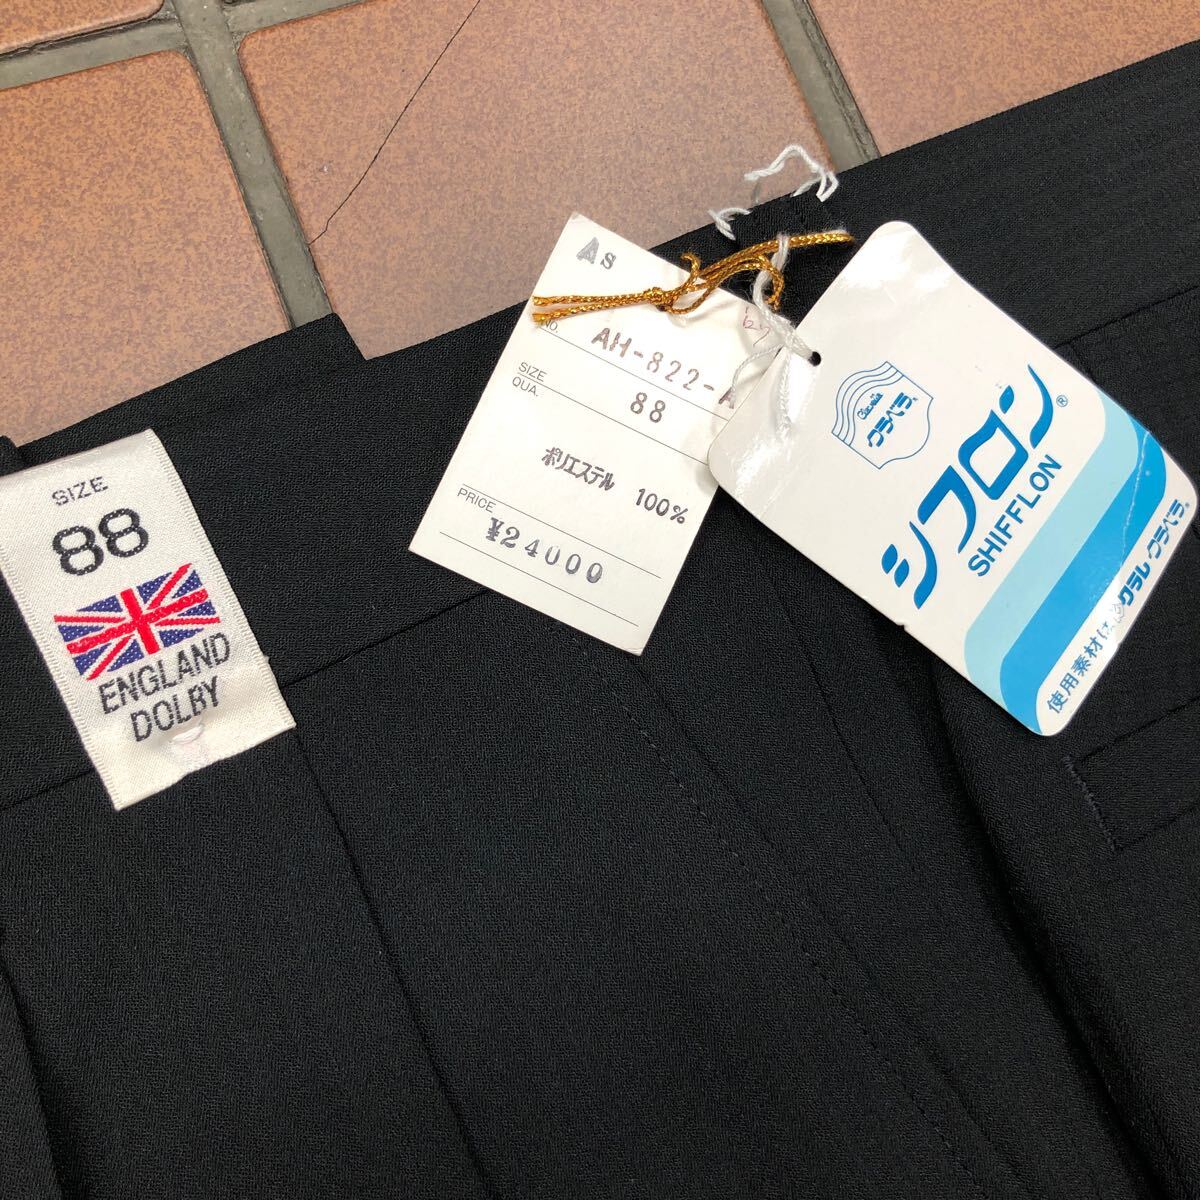 SIZE
88
ENGLAND
DOLBY
As
NO.
AH-822-A
SIZE
QUA.
88
ポリエステル 100%
PRICE
¥24000
クラベラ
シフロン®
SHIFFLON
使用素材は
クラレ・クラベラ®